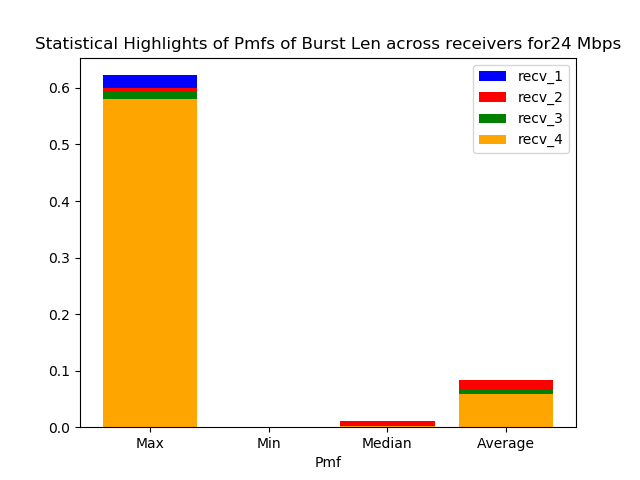 Statistical Highlights of Pmfs of Burst Len across receivers for24 Mbps
recv_1
recv_2
recv_3
recv_4
0.6
0.5
0.4
0.3
0.2
0.1
0.0
Max Min Median Average
Pmf